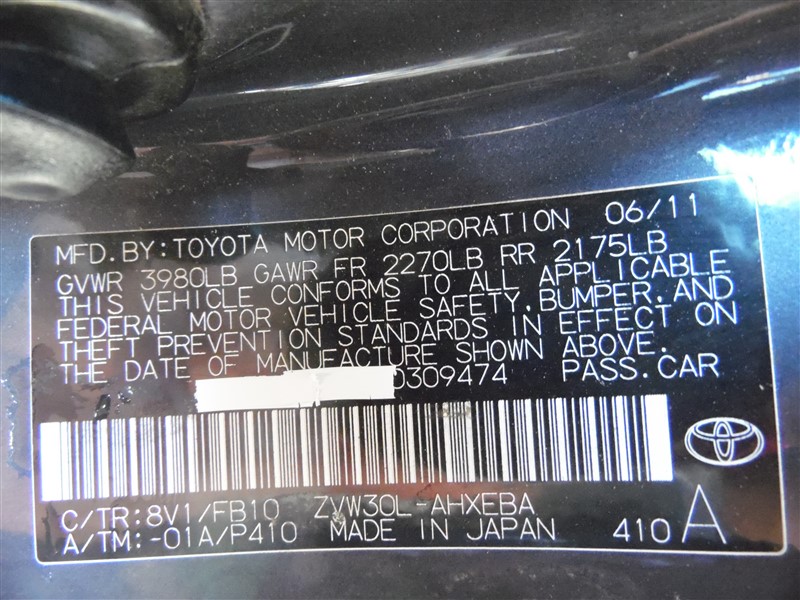 MFD.BY:TOYOTA MOTOR CORPORATION 06/11
GVWR 3980LB GAWR FR 2270LB RR 2175LB
THIS VEHICLE CONFORMS TO ALL APPLICABLE
FEDERAL MOTOR VEHICLE SAFETY,BUMPER,AND
THEFT PREVENTION STANDARDS IN EFFECT ON
THE DATE OF MANUFACTURE SHOWN ABOVE.
0309474 PASS.CAR
C/TR:8V1/FB10 ZVW30L-AHXEBA
A/TM:-01A/P410 MADE IN JAPAN 410 A